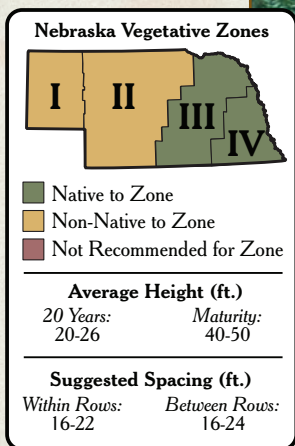 Nebraska Vegetative Zones
I II III IV
Native to Zone
Non-Native to Zone
Not Recommended for Zone
Average Height (ft.)
20 Years: Maturity:
20-26 40-50
Suggested Spacing (ft.)
Within Rows: Between Rows:
16-22 16-24